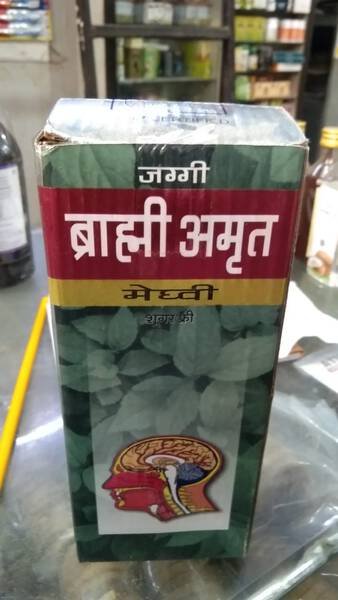 जग्गी
ब्राह्मी अमृत
मेघ्वी
शूगर फ्री